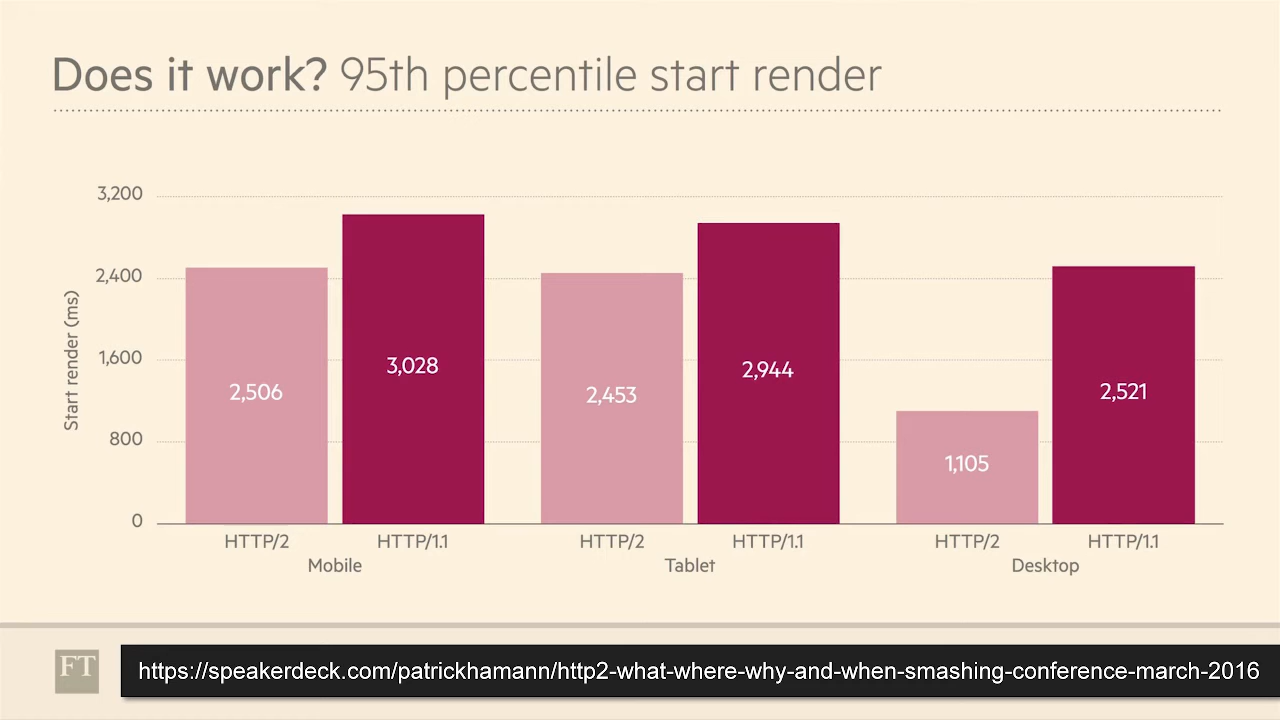 Does it work? 95th percentile start render
3,200
2,400
1,600
800
0
Start render (ms)
2,506
3,028
2,453
2,944
1,105
2,521
HTTP/2
HTTP/1.1
HTTP/2
HTTP/1.1
HTTP/2
HTTP/1.1
Mobile
Tablet
Desktop
FT
https://speakerdeck.com/patrickhamann/http2-what-where-why-and-when-smashing-conference-march-2016